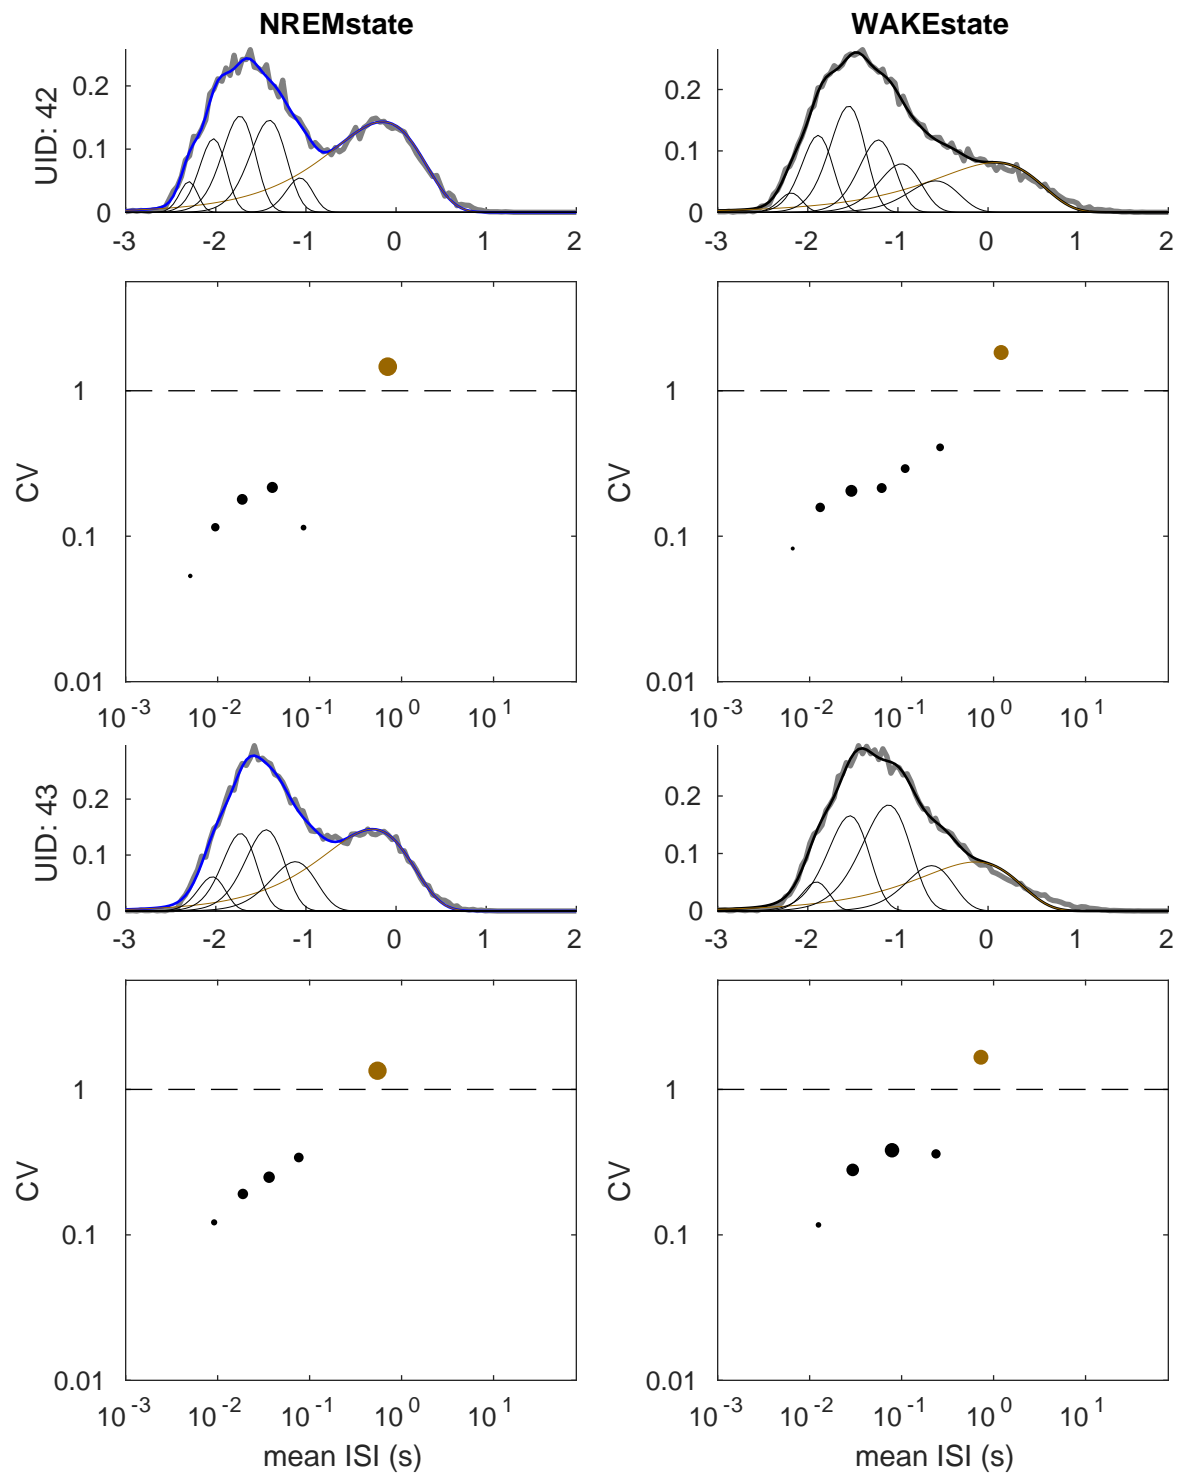 NREMstate WAKEstate
UID: 42
0.2 0.2
0.1 0.1
0 0
-3 -2 -1 0 1 2 -3 -2 -1 0 1 2
CV CV
1 1
0.1 0.1
0.01 0.01
10^-3 10^-2 10^-1 10^0 10^1 10^-3 10^-2 10^-1 10^0 10^1
UID: 43
0.2 0.2
0.1 0.1
0 0
-3 -2 -1 0 1 2 -3 -2 -1 0 1 2
CV CV
1 1
0.1 0.1
0.01 0.01
10^-3 10^-2 10^-1 10^0 10^1 10^-3 10^-2 10^-1 10^0 10^1
mean ISI (s) mean ISI (s)